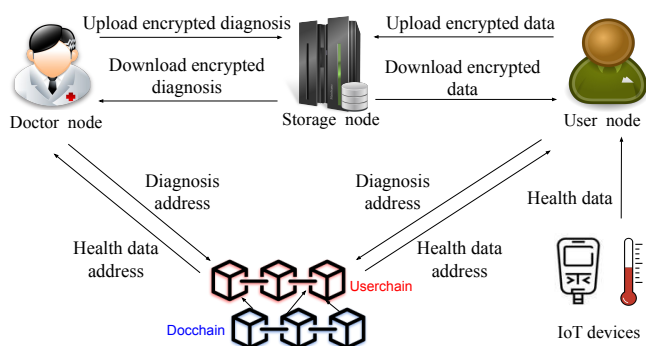 Upload encrypted diagnosis
Upload encrypted data
Download encrypted
diagnosis
Download encrypted
data
Doctor node
Storage node
User node
Diagnosis
address
Diagnosis
address
Health data
Health data
address
Health data
address
Userchain
Docchain
IoT devices